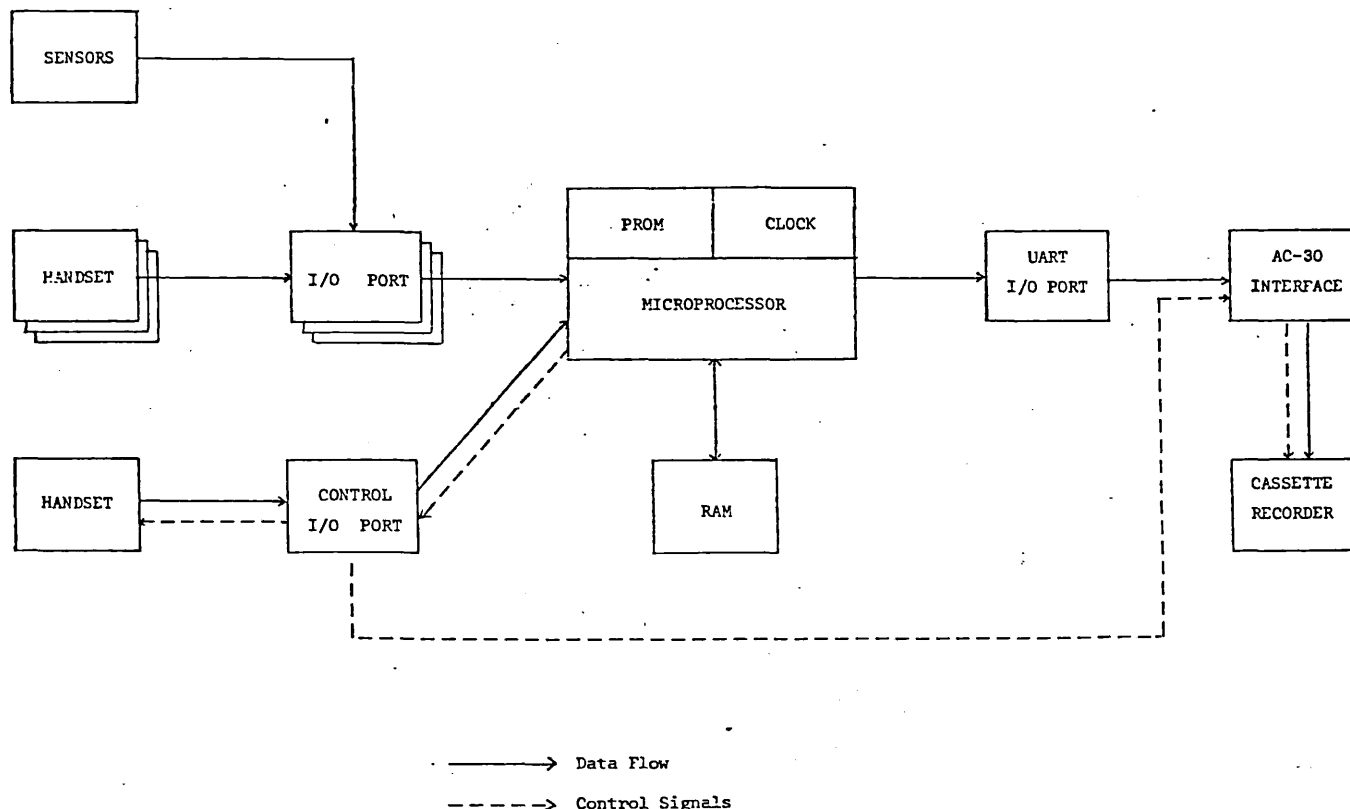 SENSORS
PROM
CLOCK
HANDSET
I/O PORT
MICROPROCESSOR
UART
I/O PORT
AC-30
INTERFACE
HANDSET
CONTROL
I/O PORT
RAM
CASSETTE
RECORDER
Data Flow
Control Signals